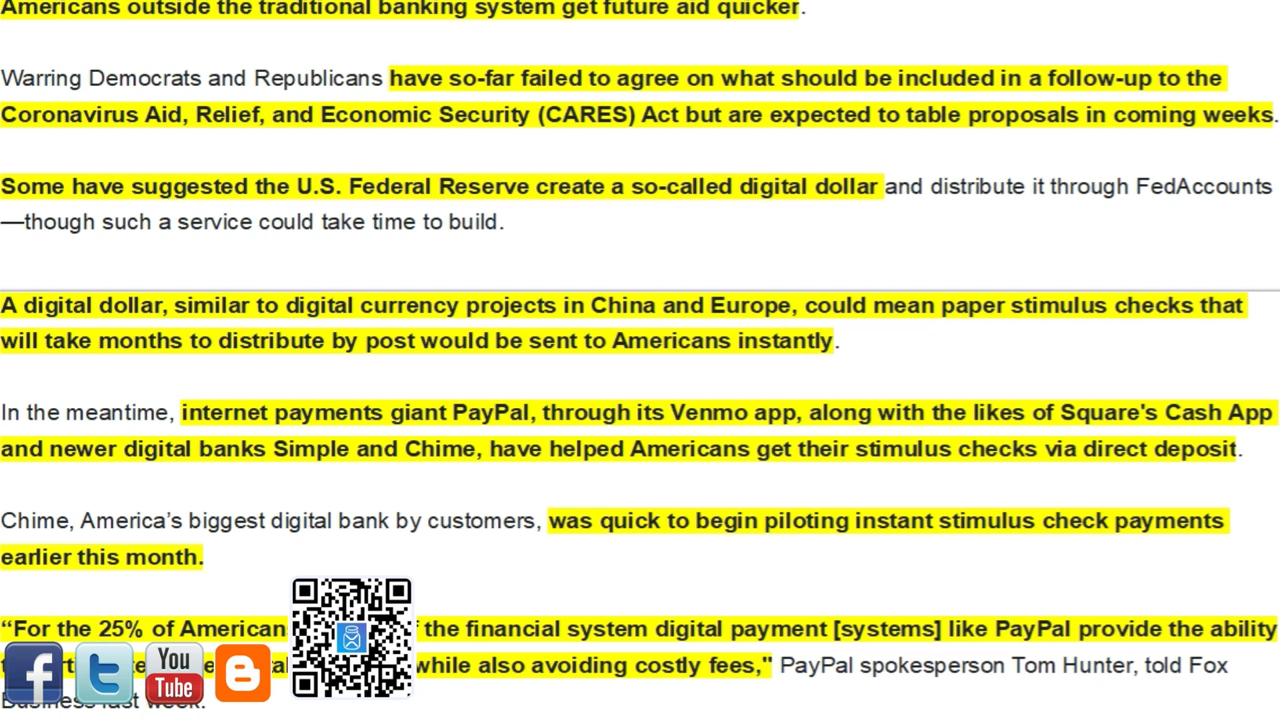 Americans outside the traditional banking system get future aid quicker.
Warring Democrats and Republicans have so-far failed to agree on what should be included in a follow-up to the
Coronavirus Aid, Relief, and Economic Security (CARES) Act but are expected to table proposals in coming weeks.
Some have suggested the U.S. Federal Reserve create a so-called digital dollar and distribute it through FedAccounts
—though such a service could take time to build.
A digital dollar, similar to digital currency projects in China and Europe, could mean paper stimulus checks that
will take months to distribute by post would be sent to Americans instantly.
In the meantime, internet payments giant PayPal, through its Venmo app, along with the likes of Square's Cash App
and newer digital banks Simple and Chime, have helped Americans get their stimulus checks via direct deposit.
Chime, America’s biggest digital bank by customers, was quick to begin piloting instant stimulus check payments
earlier this month.
“For the 25% of American the financial system digital payment [systems] like PayPal provide the ability
while also avoiding costly fees," PayPal spokesperson Tom Hunter, told Fox
Business last week.
You
Tube